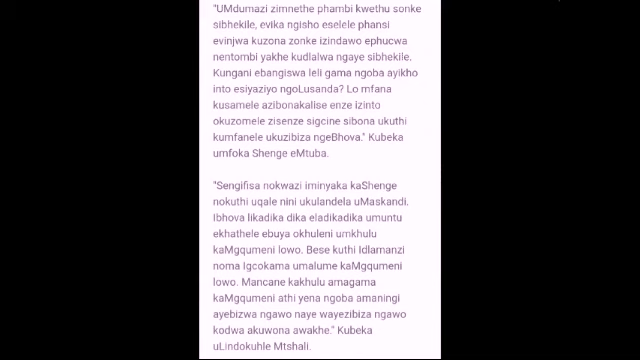 "UMdumazi zimnethe phambi kwethu sonke
sibhekile, evika ngisho eselele phansi
evinjwa kuzona zonke izindawo ephucwa
nentombi yakhe kudlalwa ngaye sibhekile.
Kungani ebangiswa leli gama ngoba ayikho
into esiyaziyo ngoLusanda? Lo mfana
kusamele azibonakalise enze izinto
okuzomele zisenze sigcine sibona ukuthi
kumfanele ukuzibiza ngeBhova." Kubeka
umfoka Shenge eMtuba.
"Sengifisa nokwazi iminyaka kaShenge
nokuthi uqale nini ukulandela uMaskandi.
Ibhova likadika dika eladikadika umuntu
ekhathele ebuya okhuleni umkhulu
kaMgqumeni lowo. Bese kuthi Idlamanzi
noma Igcokama umalume kaMgqumeni
lowo. Mancane kakhulu amagama
kaMgqumeni athi yena ngoba amaningi
ayebizwa ngawo naye wayezibiza ngawo
kodwa akuwona awakhe." Kubeka
uLindokuhle Mtshali.